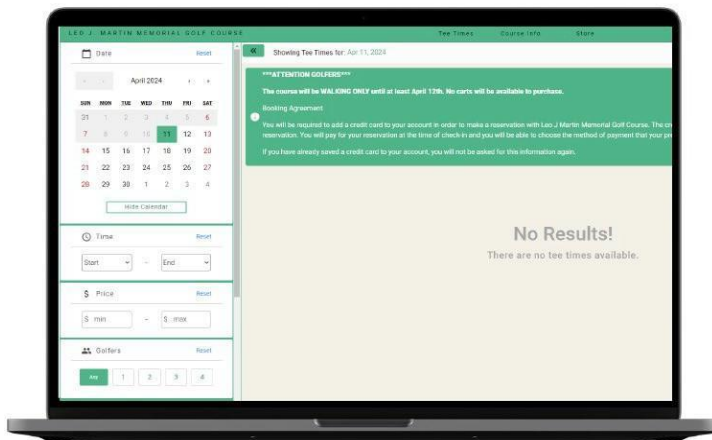 LEO J MARTIN MEMORIAL GOLF COURSE
Tee Times Course Info Store
Date Reset
April 2024
SUN MON TUE WED THU FRI SAT
31 1 2 3 4 5 6
7 8 9 10 11 12 13
14 15 16 17 18 19 20
21 22 23 24 25 26 27
28 29 30 1 2 3 4
Hide Calendar
Time Reset
Start - End
$ Price Reset
$ min - $ max
Golfers Reset
Any 1 2 3 4
Showing Tee Times for: Apr 11, 2024
***ATTENTION GOLFERS***
The course will be WALKING ONLY until at least April 12th. No carts will be available to purchase.
Booking Agreement
You will be required to add a credit card to your account in order to make a reservation with Leo J Martin Memorial Golf Course. The cre
reservation. You will pay for your reservation at the time of check-in and you will be able to choose the method of payment that your pre
If you have already saved a credit card to your account, you will not be asked for this information again.
No Results!
There are no tee times available.